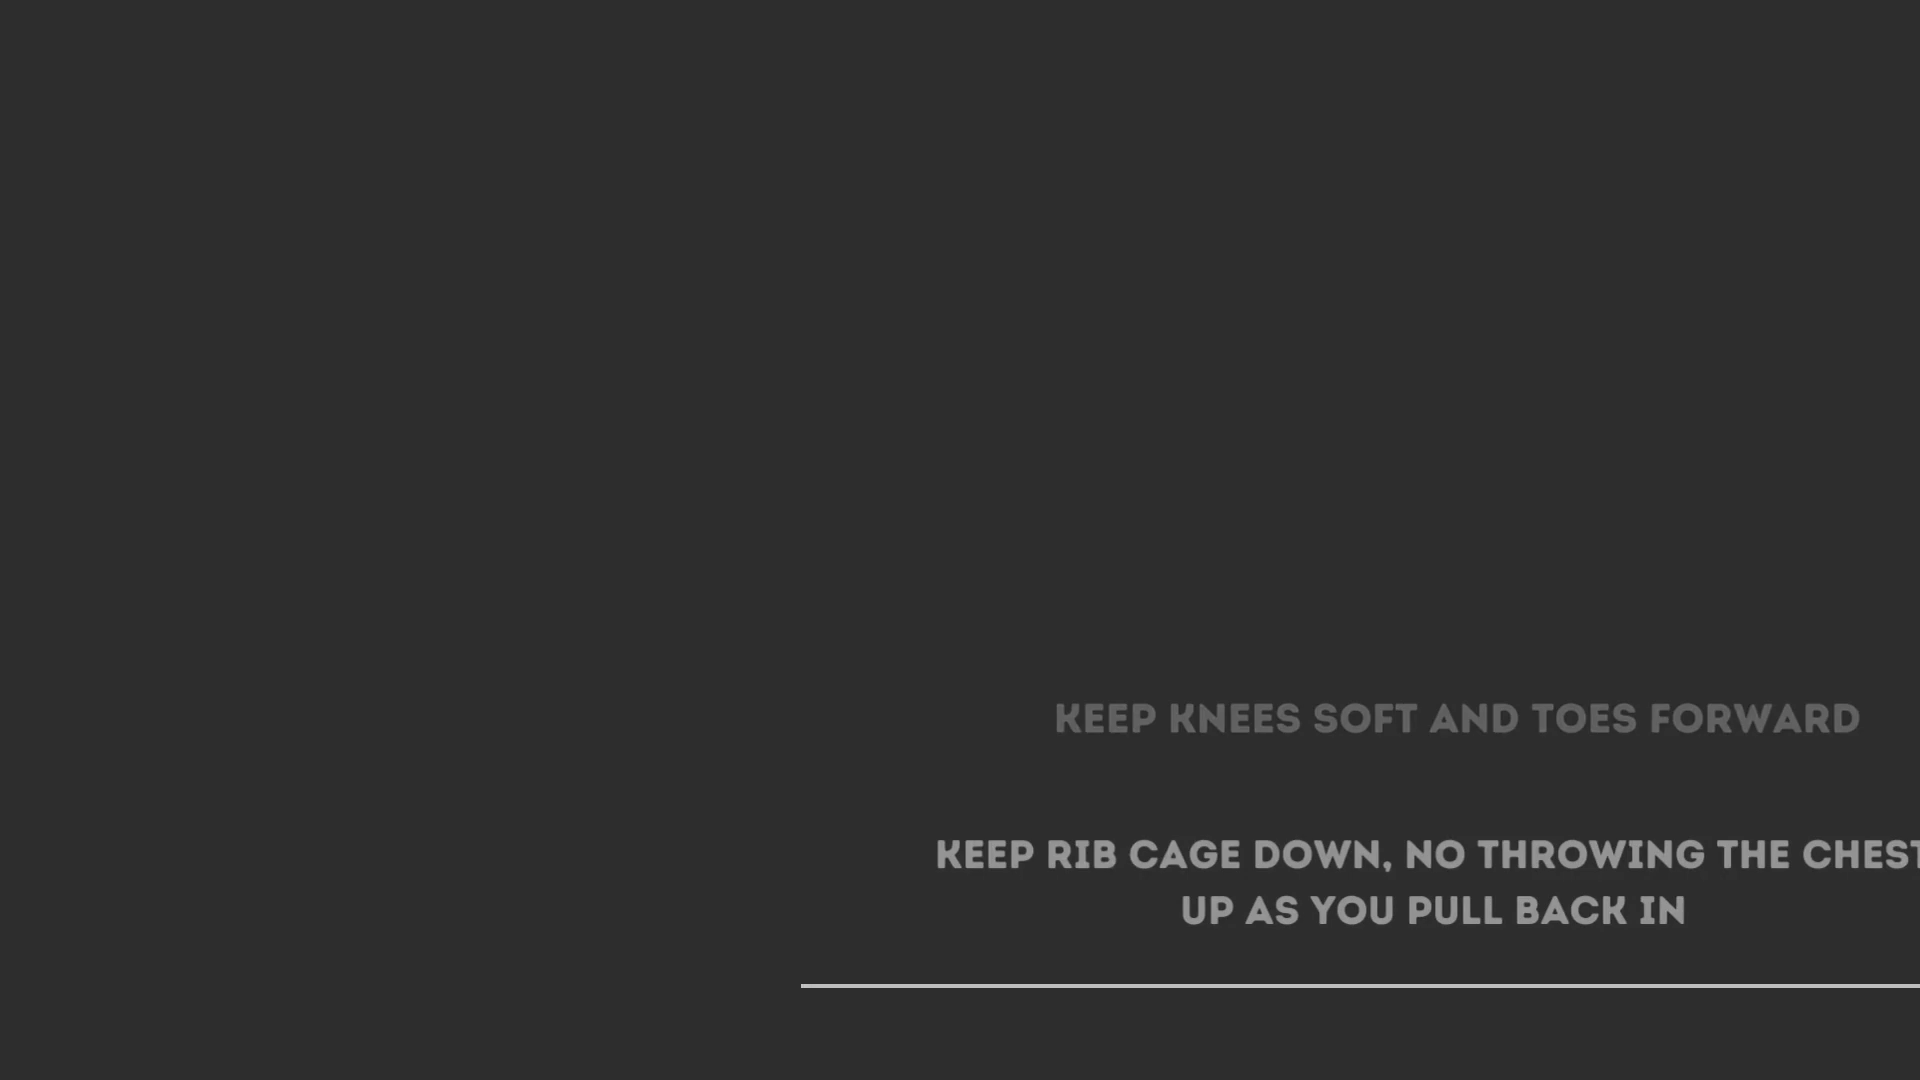 KEEP KNEES SOFT AND TOES FORWARD
KEEP RIB CAGE DOWN, NO THROWING THE CHEST
UP AS YOU PULL BACK IN